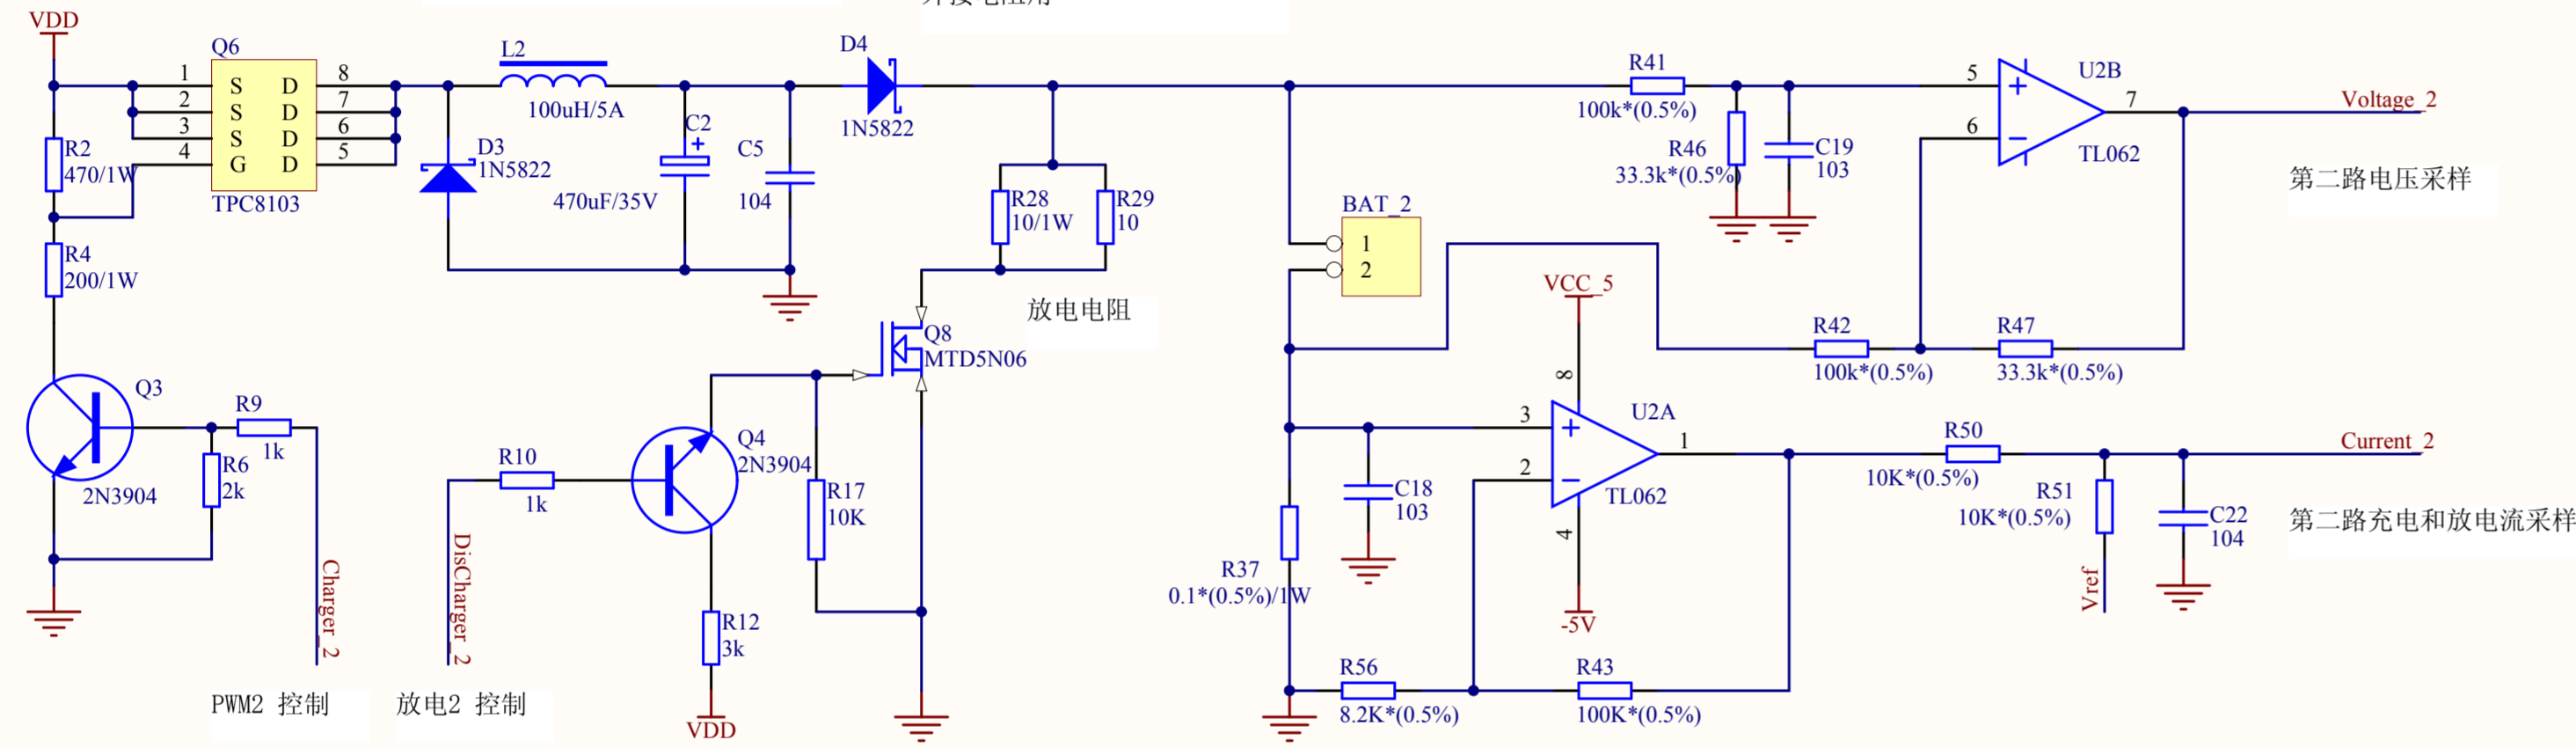 VDD
Q6
1
2
3
4
S D
S D
S D
G D
8
7
6
5
TPC8103
R2
470/1W
R4
200/1W
L2
100uH/5A
D3
1N5822
C2
+
470uF/35V
C5
104
D4
1N5822
R28
10/1W
R29
10
放电电阻
Q8
MTD5N06
Q3
2N3904
R9
1k
R6
2k
Charger_2
PWM2 控制
R10
1k
DisCharger_2
放电2 控制
Q4
2N3904
R17
10K
R12
3k
VDD
BAT_2
1
2
R41
100k*(0.5%)
R46
33.3k*(0.5%)
C19
103
5
6
7
U2B
TL062
Voltage_2
第二路电压采样
R42
100k*(0.5%)
R47
33.3k*(0.5%)
VCC_5
8
3
2
1
4
U2A
TL062
-5V
C18
103
R37
0.1*(0.5%)/1W
R56
8.2K*(0.5%)
R43
100K*(0.5%)
R50
10K*(0.5%)
R51
10K*(0.5%)
Vref
C22
104
Current_2
第二路充电和放电流采样